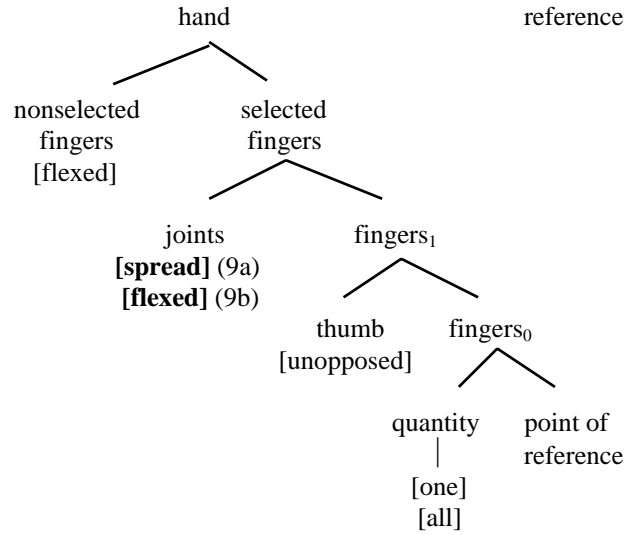 hand reference
nonselected selected
fingers fingers
[flexed]
joints fingers₁
[spread] (9a)
[flexed] (9b)
thumb fingers₀
[unopposed]
quantity point of
reference
[one]
[all]